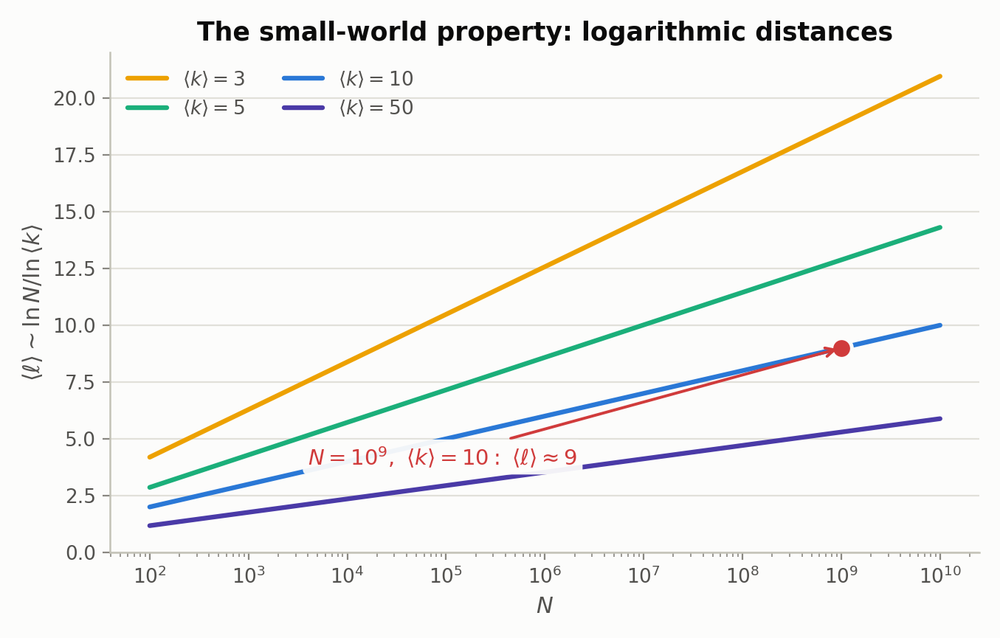 The small-world property: logarithmic distances
⟨k⟩ = 3
⟨k⟩ = 5
⟨k⟩ = 10
⟨k⟩ = 50
⟨ℓ⟩ ~ ln N/ln⟨k⟩
20.0
17.5
15.0
12.5
10.0
7.5
5.0
2.5
0.0
N = 10⁹, ⟨k⟩ = 10 : ⟨ℓ⟩ ≈ 9
10² 10³ 10⁴ 10⁵ 10⁶ 10⁷ 10⁸ 10⁹ 10¹⁰
N